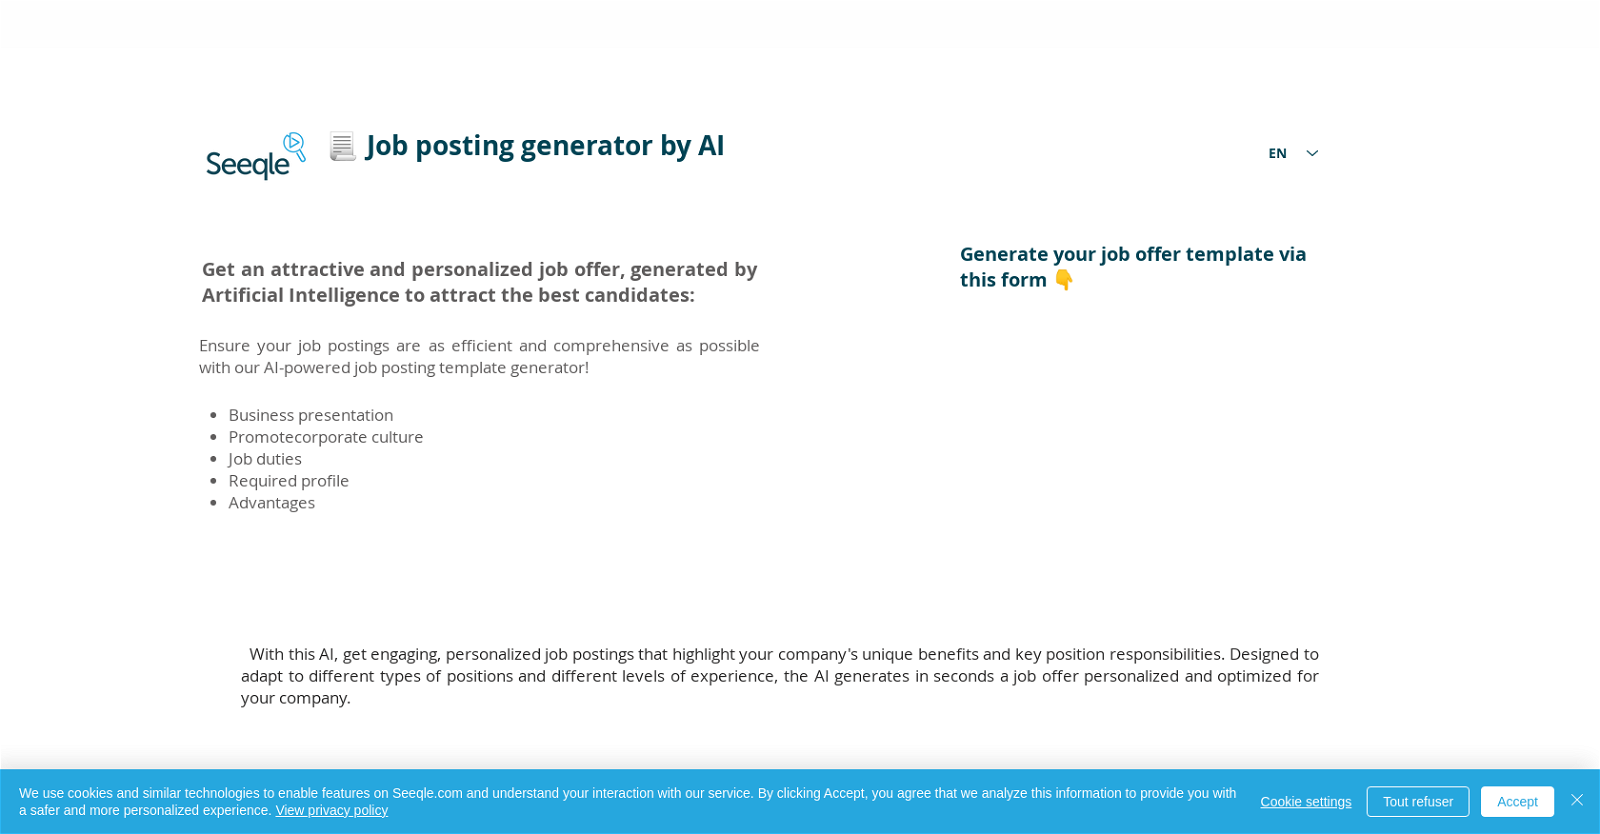 Seeqle
📃 Job posting generator by AI
EN
Get an attractive and personalized job offer, generated by
Artificial Intelligence to attract the best candidates:
Ensure your job postings are as efficient and comprehensive as possible
with our AI-powered job posting template generator!
Business presentation
Promotecorporate culture
Job duties
Required profile
Advantages
Generate your job offer template via
this form 👇
With this AI, get engaging, personalized job postings that highlight your company's unique benefits and key position responsibilities. Designed to
adapt to different types of positions and different levels of experience, the AI generates in seconds a job offer personalized and optimized for
your company.
We use cookies and similar technologies to enable features on Seeqle.com and understand your interaction with our service. By clicking Accept, you agree that we analyze this information to provide you with
a safer and more personalized experience. View privacy policy
Cookie settings
Tout refuser
Accept